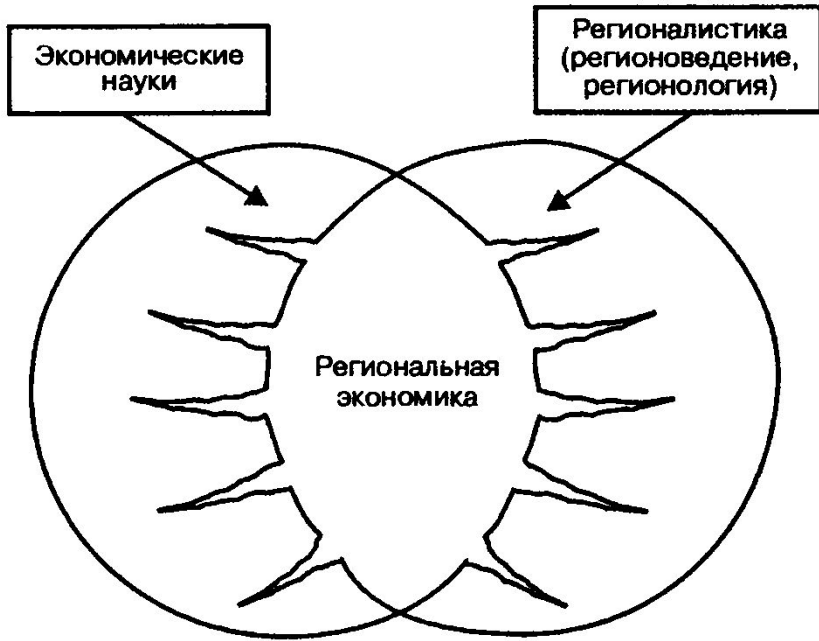 Экономические
науки
Регионалистика
(регионоведение,
регионология)
Региональная
экономика